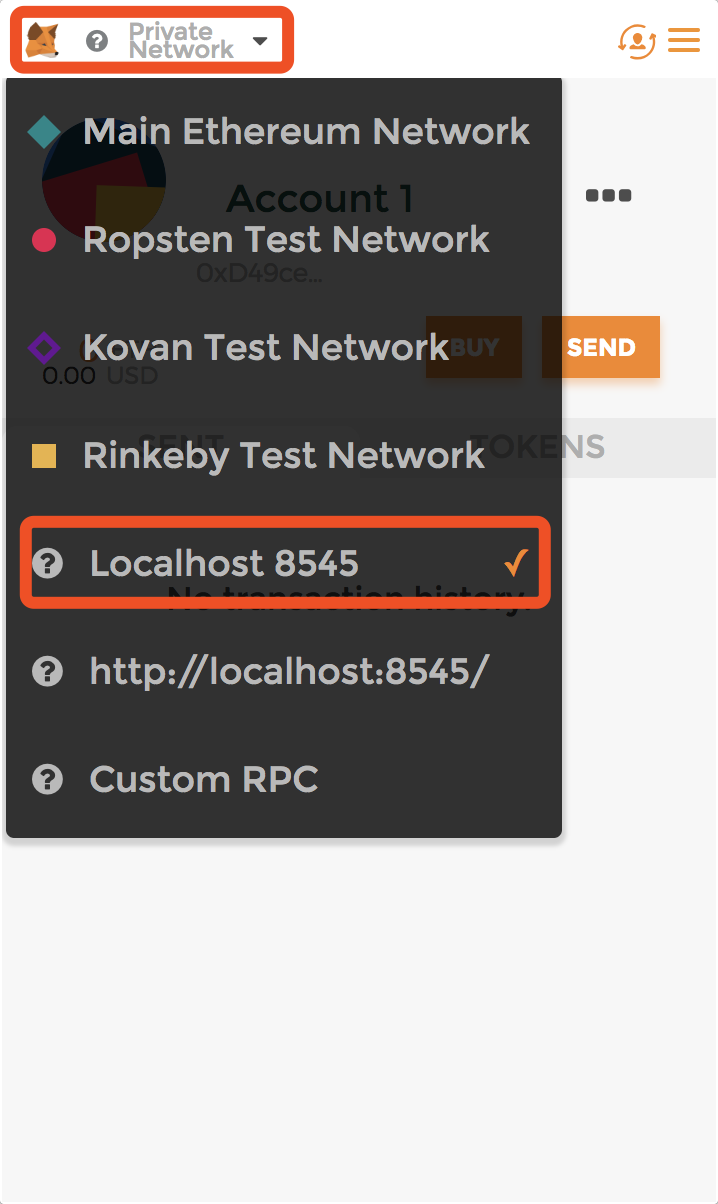 Private
Network
Main Ethereum Network
Account 1
Ropsten Test Network
0xD49ce...
Kovan Test Network
BUY
SEND
0.00 USD
SENT
TOKENS
Rinkeby Test Network
Localhost 8545
No transaction history.
http://localhost:8545/
Custom RPC